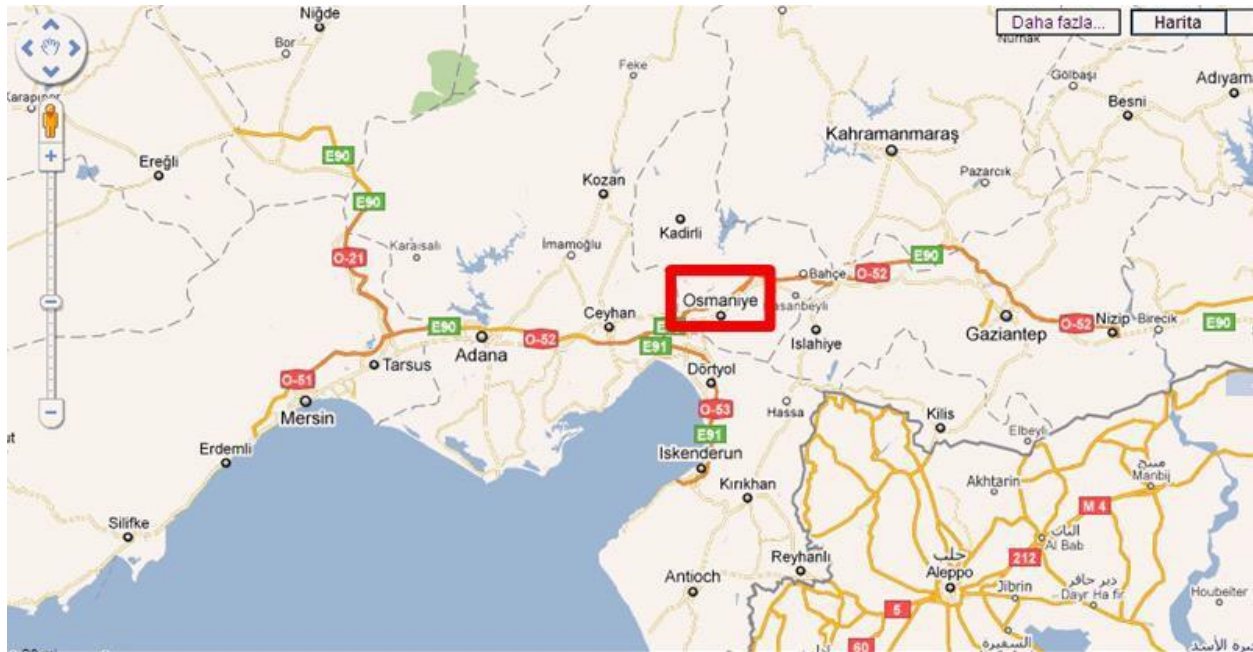 Niğde
Daha fazla...
Harita
Bor
Nurhak
Feke
Gölbaşı
Besni
Kahramanmaraş
Ereğli
E90
Pazarcık
Kozan
E90
Kadirli
Karaisalı
İmamoğlu
O-21
E90
Bahçe
O-52
Osmaniye
Ceyhan
E90
O-52
Adana
E91
Islahiye
Gaziantep
O-52
Nizip
Birecik
E90
Tarsus
Dörtyol
O-51
Mersin
O-53
Hassa
Kilis
Elbeyli
Erdemli
E91
Iskenderun
Kırıkhan
Akhtarin
منبج
Manbij
M 4
Silifke
الباب
Al Bab
Reyhanlı
حلب
Aleppo
212
Antioch
Jibrin
دير حافر
Dayr Ha fir
Houbeiter
5
السفيرة
60